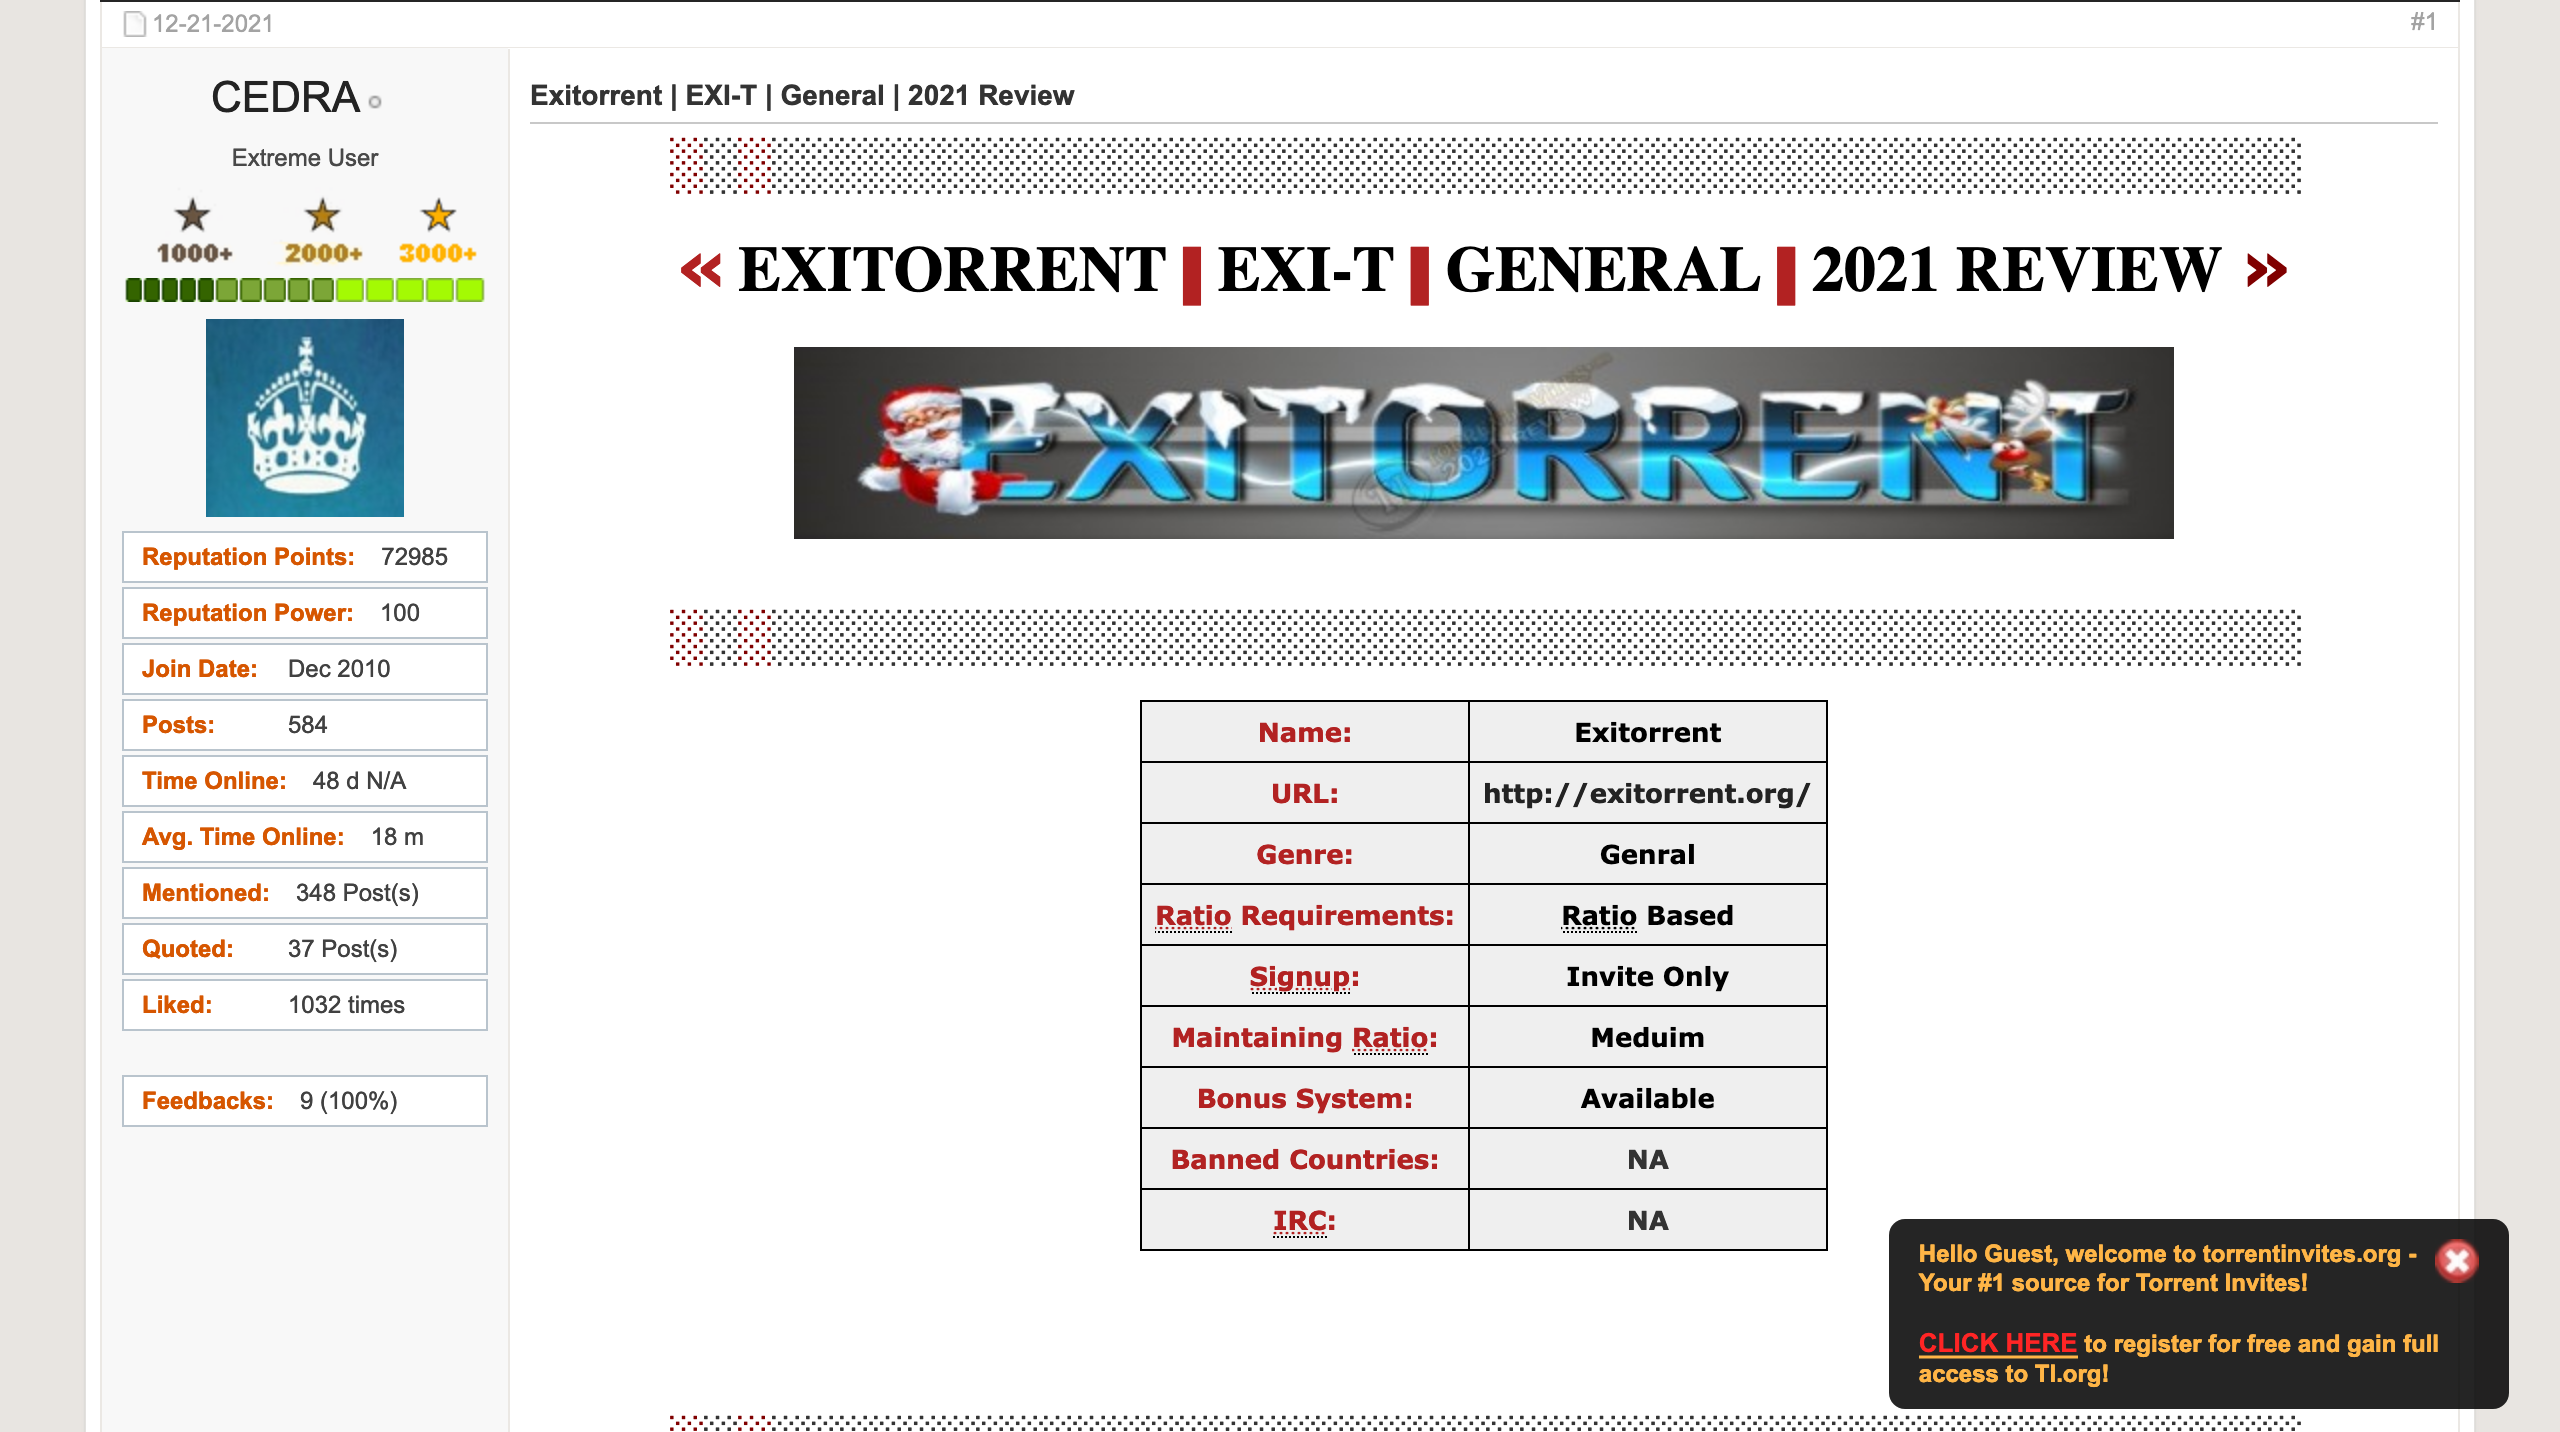 12-21-2021
#1
CEDRA
Extreme User
1000+ 2000+ 3000+
Reputation Points: 72985
Reputation Power: 100
Join Date: Dec 2010
Posts: 584
Time Online: 48 d N/A
Avg. Time Online: 18 m
Mentioned: 348 Post(s)
Quoted: 37 Post(s)
Liked: 1032 times
Feedbacks: 9 (100%)
Exitorrent | EXI-T | General | 2021 Review
« EXITORRENT | EXI-T | GENERAL | 2021 REVIEW »
EXITORRENT
2021 REVIEW
Name: Exitorrent
URL: http://exitorrent.org/
Genre: Genral
Ratio Requirements: Ratio Based
Signup: Invite Only
Maintaining Ratio: Meduim
Bonus System: Available
Banned Countries: NA
IRC: NA
Hello Guest, welcome to torrentinvites.org -
Your #1 source for Torrent Invites!
CLICK HERE to register for free and gain full
access to TI.org!